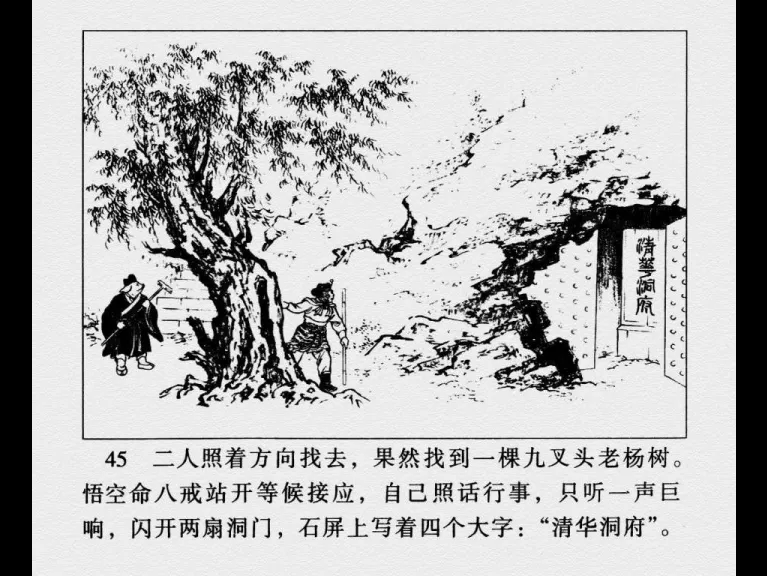 清華洞府
45 二人照着方向找去，果然找到一棵九叉头老杨树。
悟空命八戒站开等候接应，自己照话行事，只听一声巨
响，闪开两扇洞门，石屏上写着四个大字：“清华洞府”。